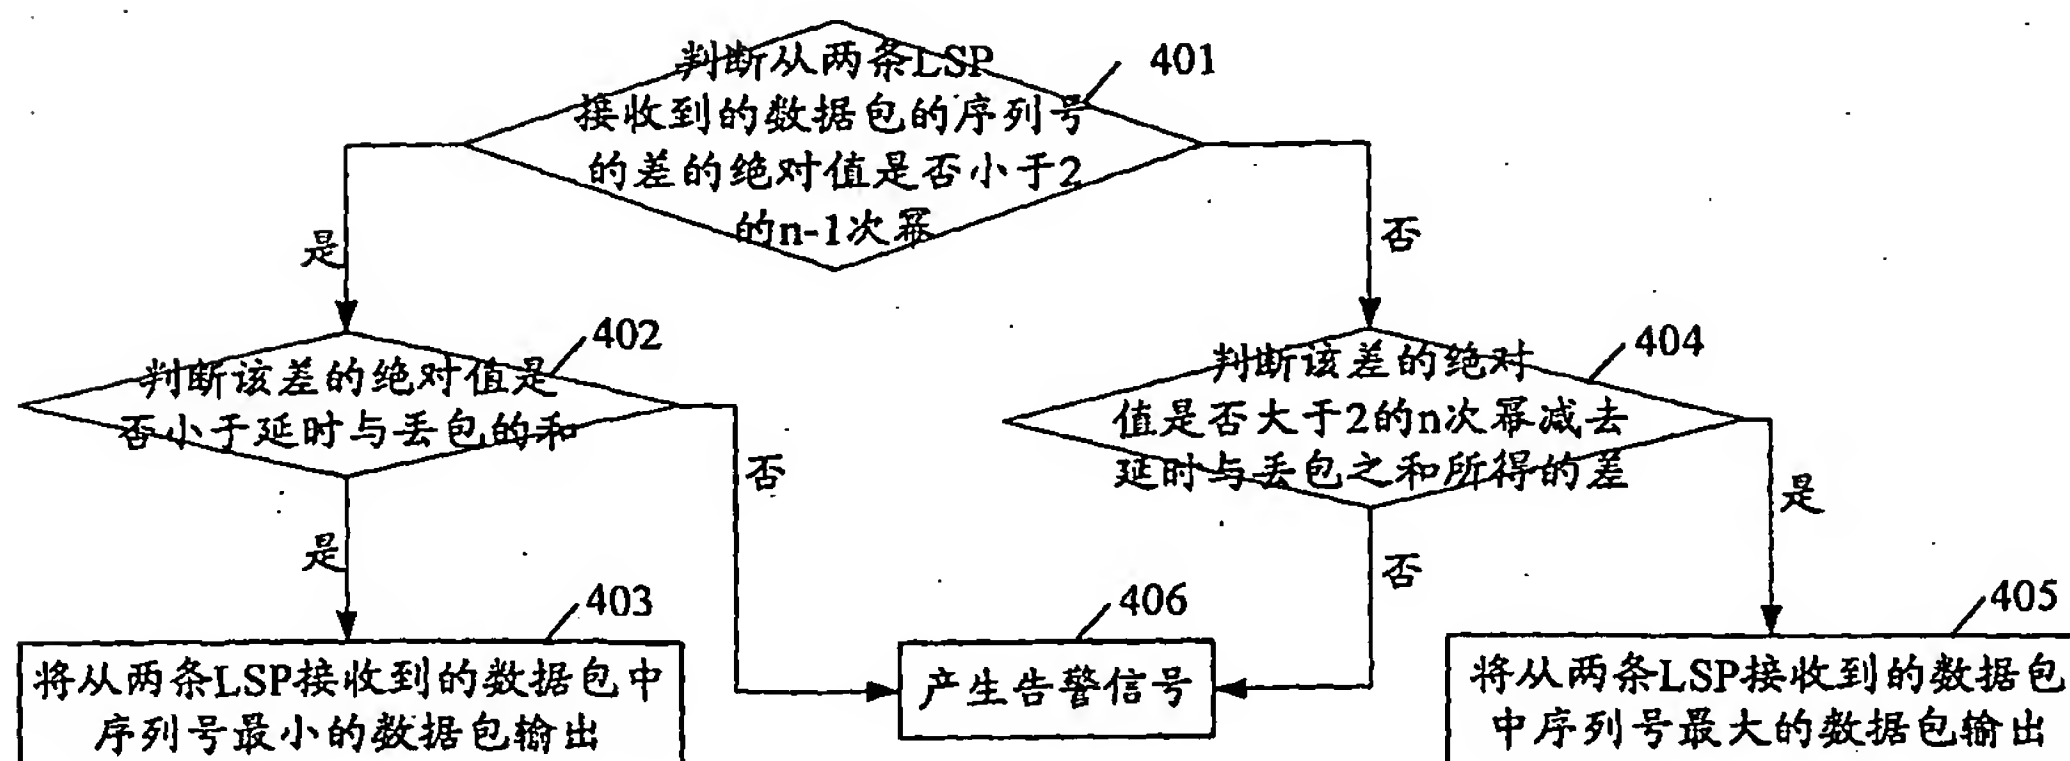 判断从两条LSP
接收到的数据包的序列号
的差的绝对值是否小于2
的n-1次幂
401
是
否
402
判断该差的绝对值是
否小于延时与丢包的和
404
判断该差的绝对
值是否大于2的n次幂减去
延时与丢包之和所得的差
是
否
否
是
403
将从两条LSP接收到的数据包中
序列号最小的数据包输出
406
产生告警信号
405
将从两条LSP接收到的数据包
中序列号最大的数据包输出